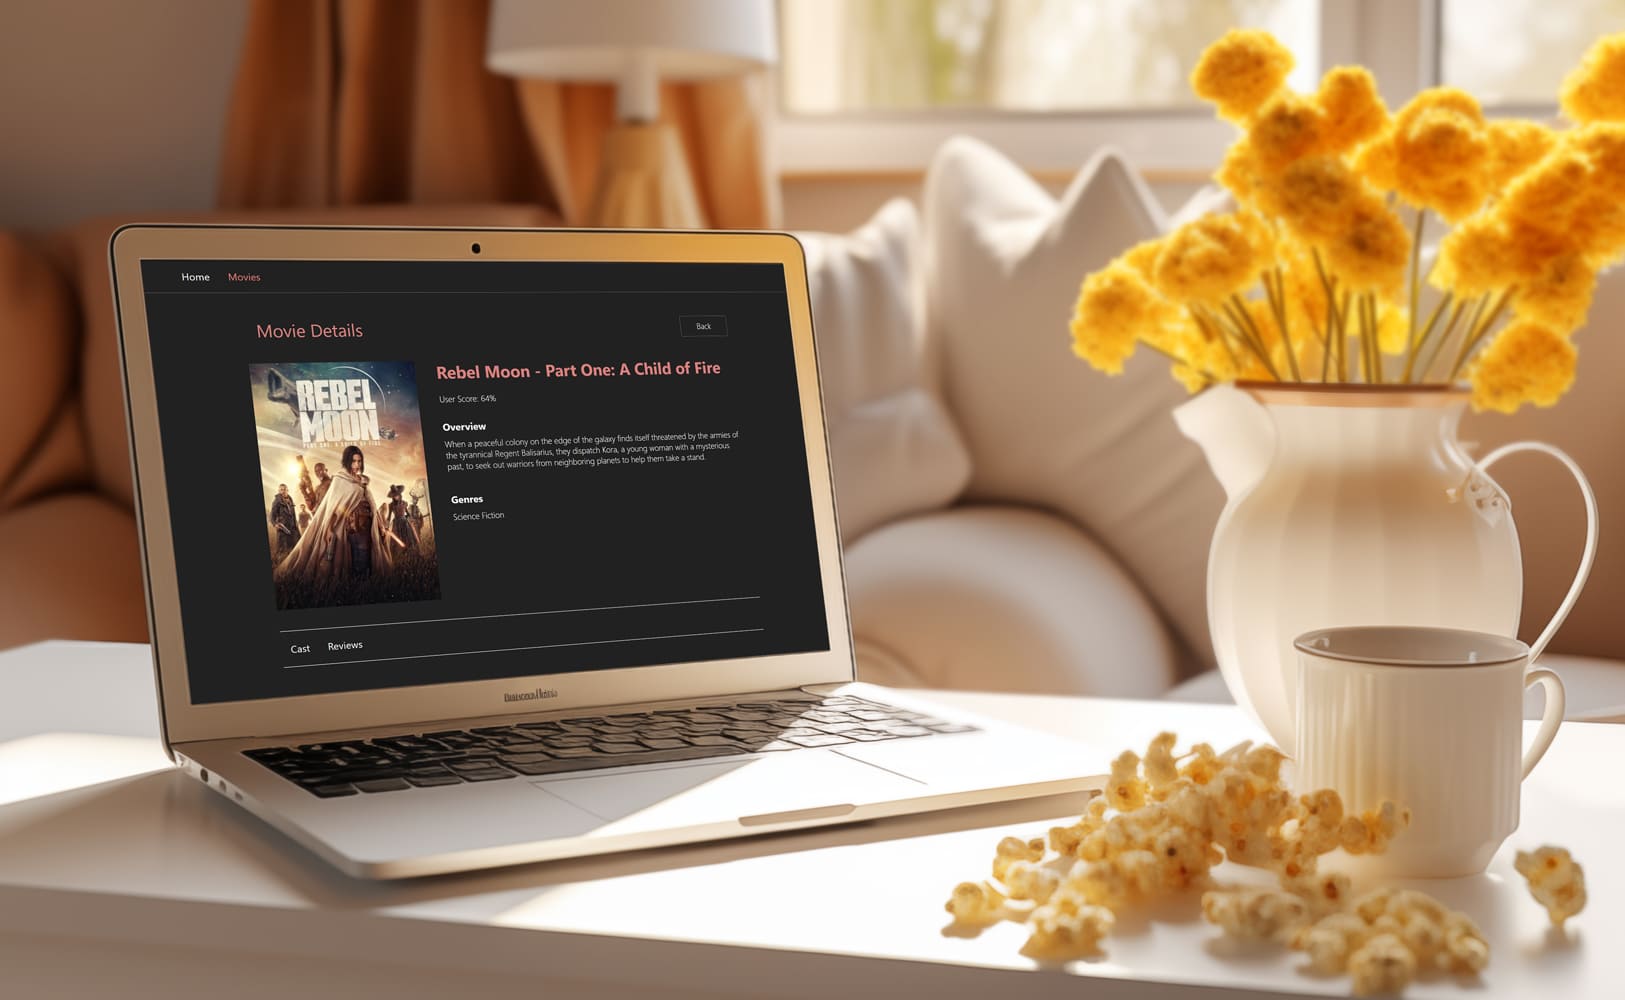 Home Movies
Movie Details
Back
REBEL
MOON
PART ONE: A CHILD OF FIRE
Rebel Moon - Part One: A Child of Fire
User Score: 64%
Overview
When a peaceful colony on the edge of the galaxy finds itself threatened by the armies of
the tyrannical Regent Balisarius, they dispatch Kora, a young woman with a mysterious
past, to seek out warriors from neighboring planets to help them take a stand.
Genres
Science Fiction
Cast Reviews